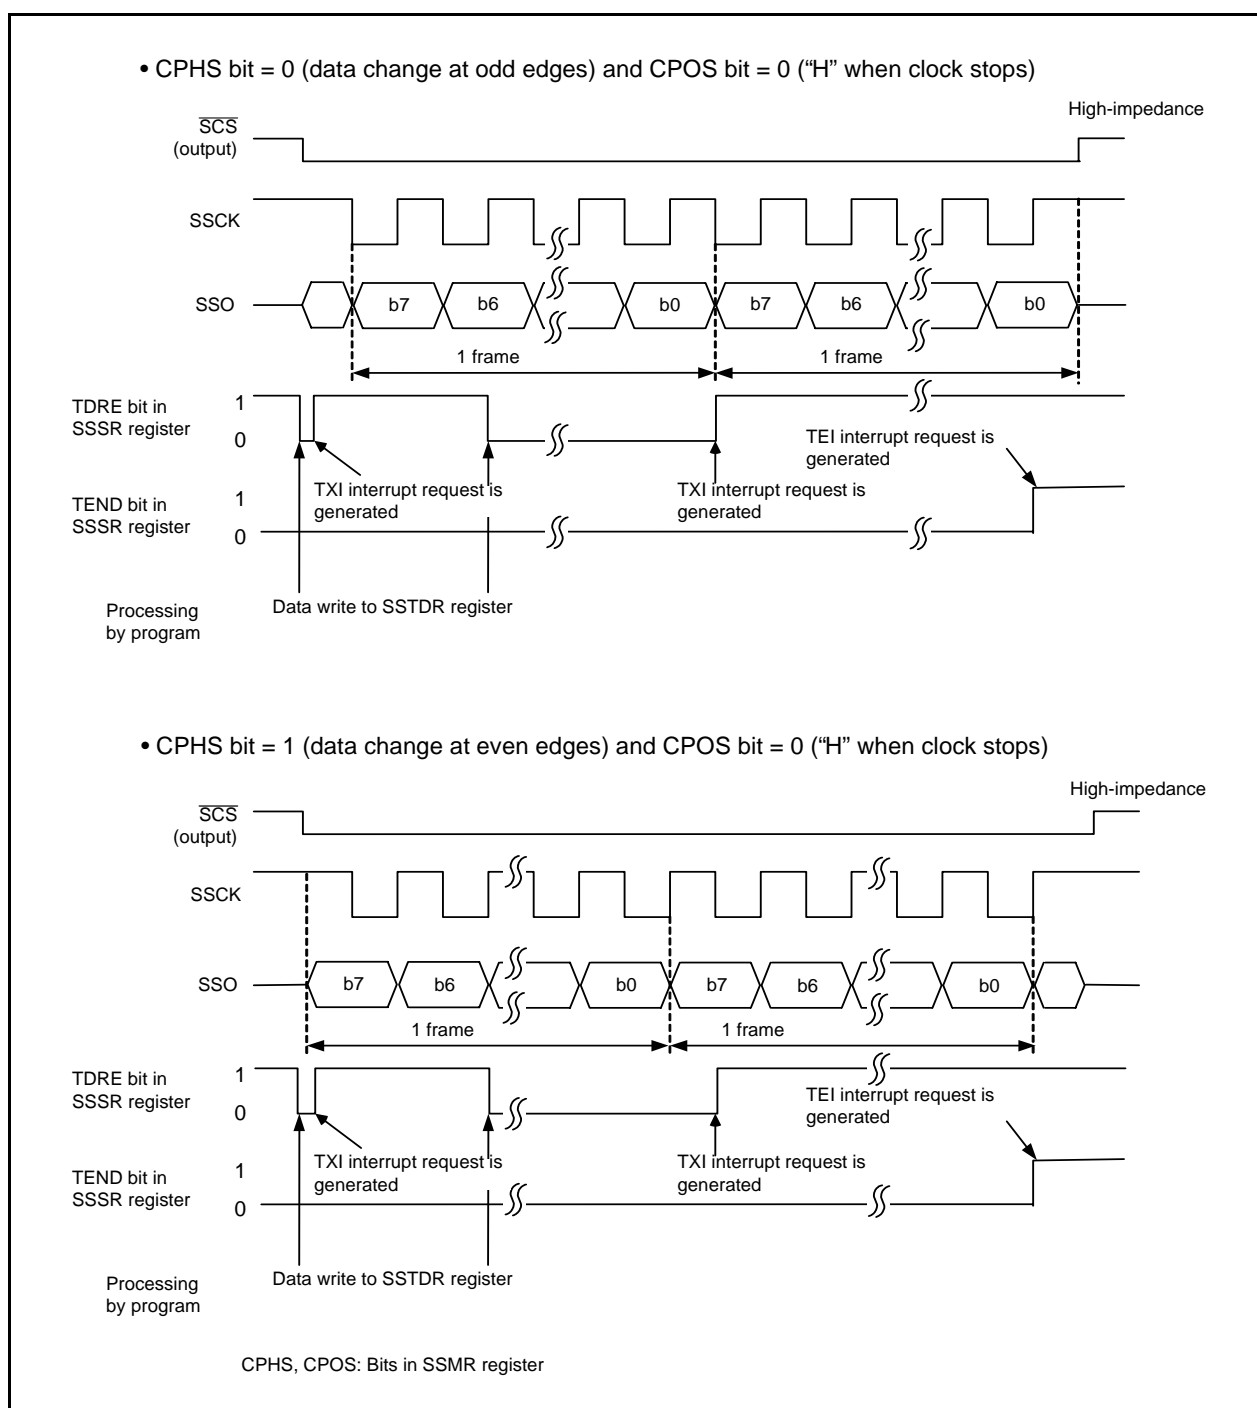 • CPHS bit = 0 (data change at odd edges) and CPOS bit = 0 (“H” when clock stops)
High-impedance
SCS
(output)
SSCK
SSO
b7
b6
b0
b7
b6
b0
1 frame
1 frame
TDRE bit in
SSSR register
1
0
TEI interrupt request is
generated
TXI interrupt request is
generated
TXI interrupt request is
generated
TEND bit in
SSSR register
1
0
Processing
by program
Data write to SSTDR register
• CPHS bit = 1 (data change at even edges) and CPOS bit = 0 (“H” when clock stops)
High-impedance
SCS
(output)
SSCK
SSO
b7
b6
b0
b7
b6
b0
1 frame
1 frame
TDRE bit in
SSSR register
1
0
TEI interrupt request is
generated
TXI interrupt request is
generated
TXI interrupt request is
generated
TEND bit in
SSSR register
1
0
Processing
by program
Data write to SSTDR register
CPHS, CPOS: Bits in SSMR register